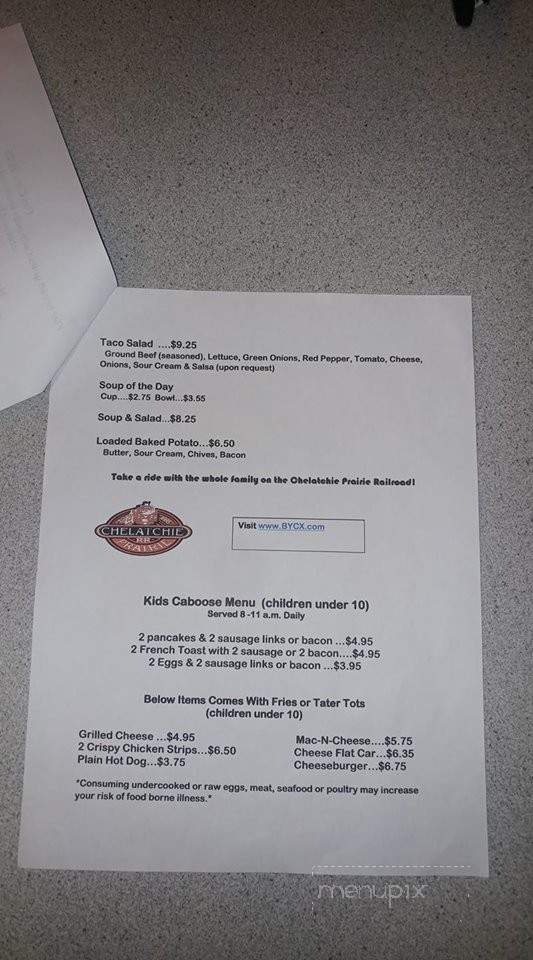 Taco Salad ....$9.25
Ground Beef (seasoned), Lettuce, Green Onions, Red Pepper, Tomato, Cheese,
Onions, Sour Cream & Salsa (upon request)
Soup of the Day
Cup....$2.75 Bowl...$3.55
Soup & Salad...$8.25
Loaded Baked Potato...$6.50
Butter, Sour Cream, Chives, Bacon
Take a ride with the whole family on the Chelatchie Prairie Railroad!
CHELATCHIE
RR
PRAIRIE
Visit www.BYCX.com
Kids Caboose Menu (children under 10)
Served 8 -11 a.m. Daily
2 pancakes & 2 sausage links or bacon ...$4.95
2 French Toast with 2 sausage or 2 bacon....$4.95
2 Eggs & 2 sausage links or bacon ...$3.95
Below Items Comes With Fries or Tater Tots
(children under 10)
Grilled Cheese ...$4.95
2 Crispy Chicken Strips...$6.50
Plain Hot Dog...$3.75
Mac-N-Cheese....$5.75
Cheese Flat Car...$6.35
Cheeseburger...$6.75
*Consuming undercooked or raw eggs, meat, seafood or poultry may increase
your risk of food borne illness.*
menupix